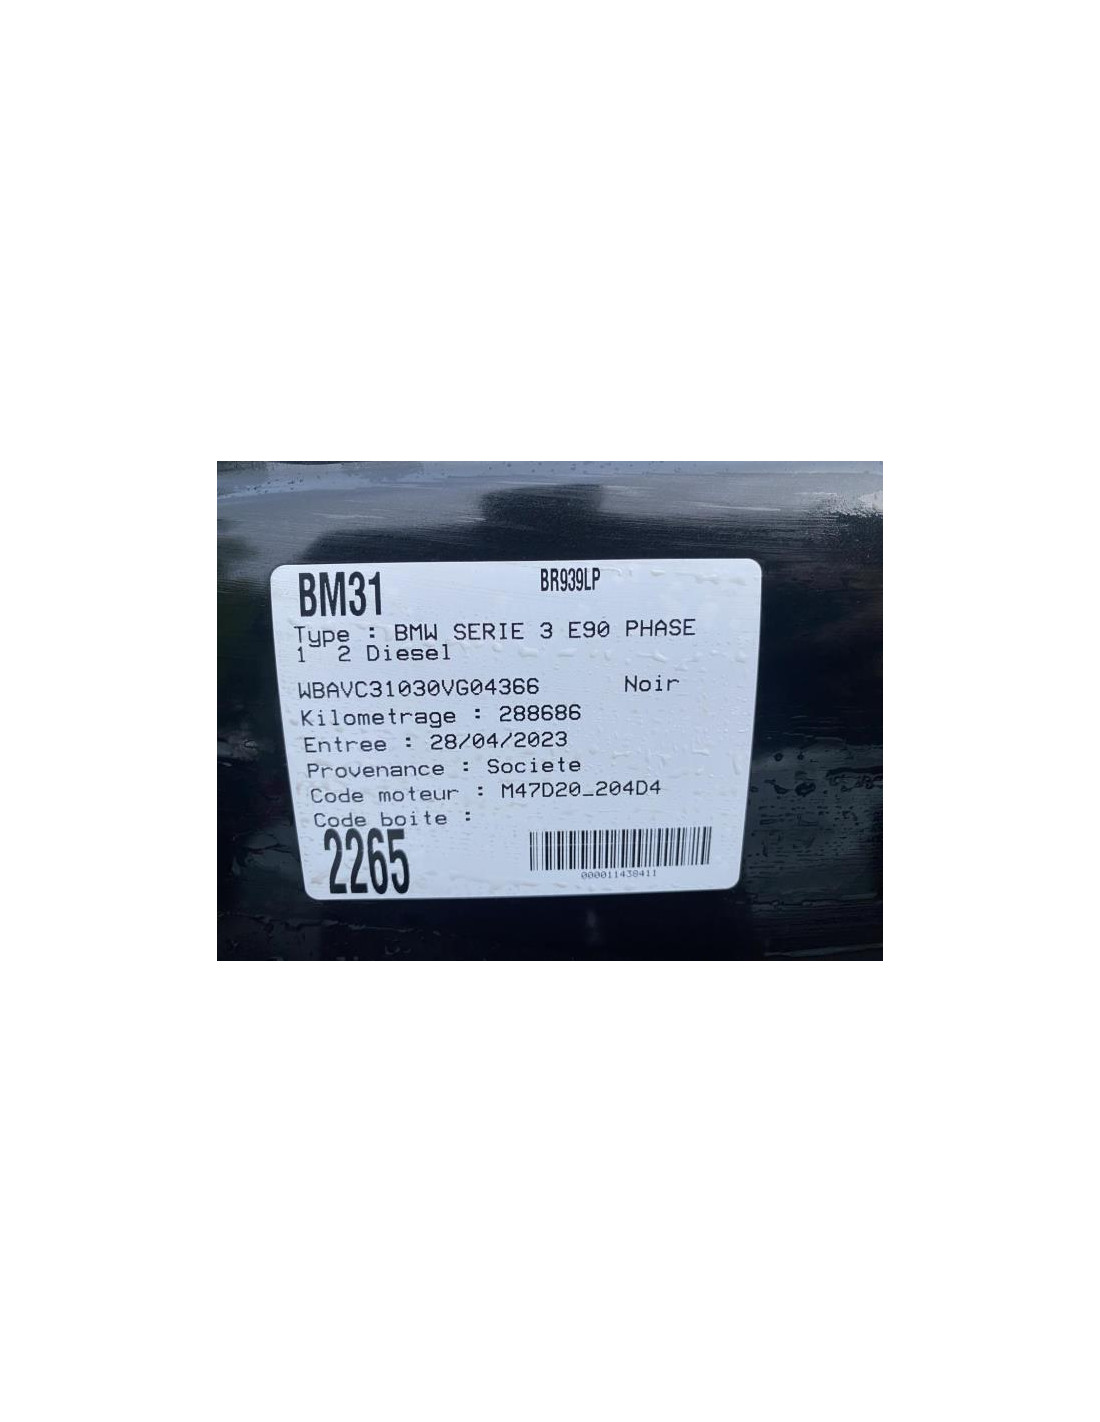 BM31 BR939LP
Type : BMW SERIE 3 E90 PHASE
1 2 Diesel
WBAVC31030VG04366 Noir
Kilometrage : 288686
Entree : 28/04/2023
Provenance : Societe
Code moteur : M47D20_204D4
Code boite :
2265
000011438411